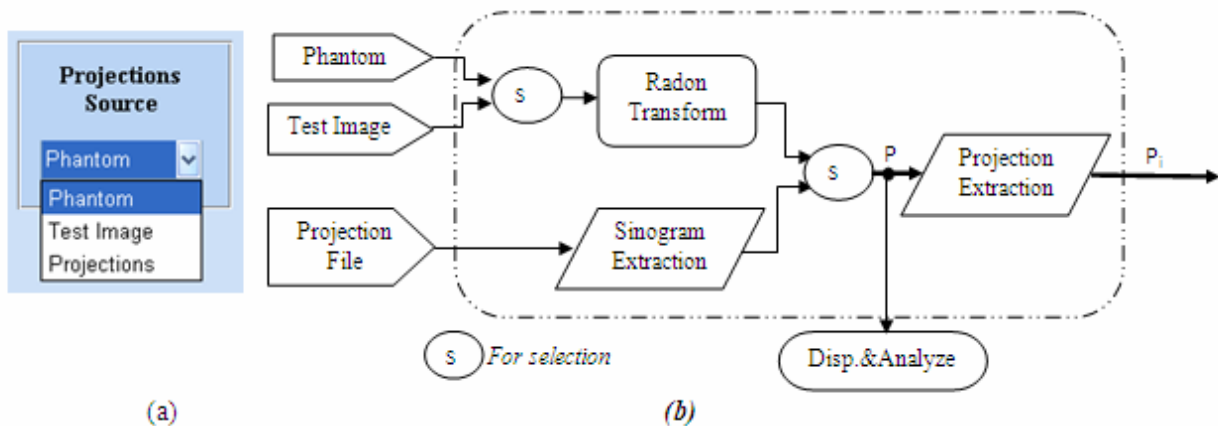 Projections
Source
Phantom
Phantom
Test Image
Projections
(a)
Phantom
Test Image
Projection
File
S
Radon
Transform
Sinogram
Extraction
S
P
Projection
Extraction
Pi
Disp.&Analyze
S For selection
(b)